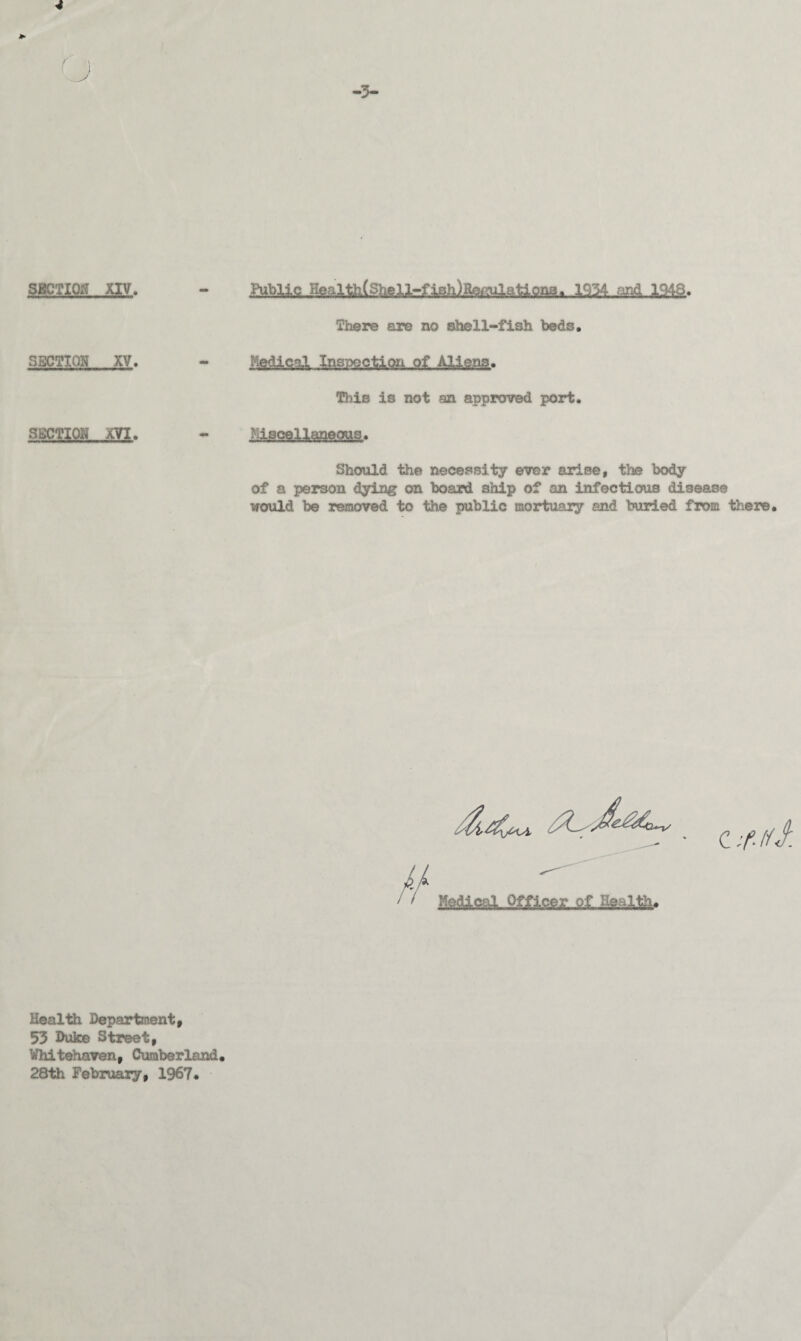 -3-
SECTION XIV. - Public Health(Shell-fish)Regulations, 1934 and 1948.
There are no shell-fish beds.
SECTION XV. - Medical Inspection of Aliens.
This is not an approved port.
SECTION XVI. - Miscellaneous.
Should the necessity ever arise, the body
of a person dying on board ship of an infectious disease
would be removed to the public mortuary and buried from there.
Arthur A. Beldon. C.P.H.I.
pp Medical Officer of Health.
Health Department,
53 Duke Street,
Whitehaven, Cumberland.
28th February, 1967.